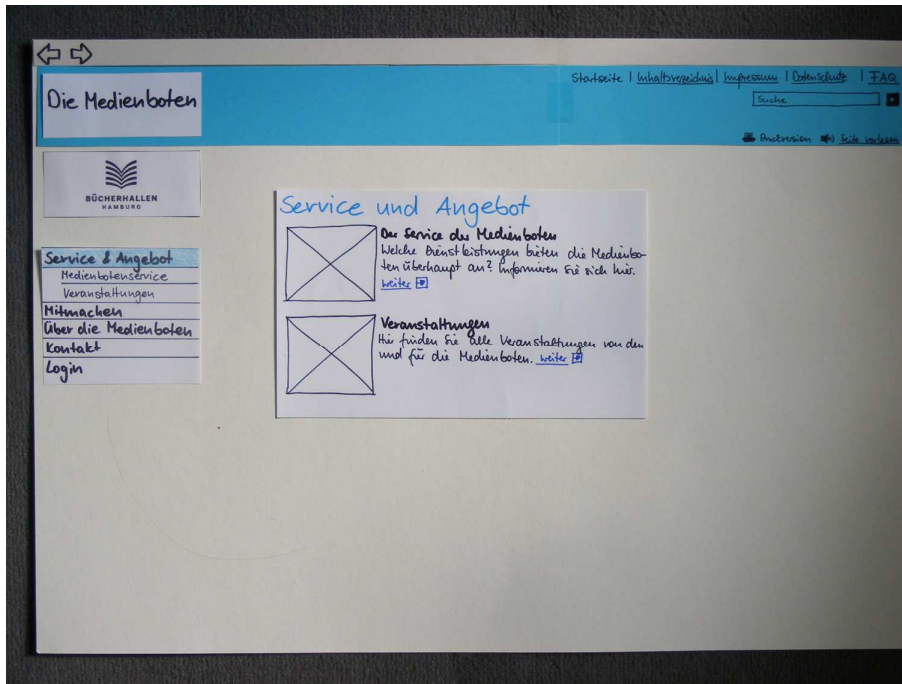 Die Medienboten
Startseite | Inhaltsverzeichnis | Impressum | Datenschutz | FAQ
Suche
Druckversion Seite vorlesen
BÜCHERHALLEN
HAMBURG
Service & Angebot
Medienbotenservice
Veranstaltungen
Mitmachen
Über die Medienboten
Kontakt
Login
Service und Angebot
Der Service der Medienboten
Welche Dienstleistungen bieten die Medienbo-
ten überhaupt an? Informieren Sie sich hier.
weiter
Veranstaltungen
Hier finden Sie alle Veranstaltungen von den
und für die Medienboten. weiter